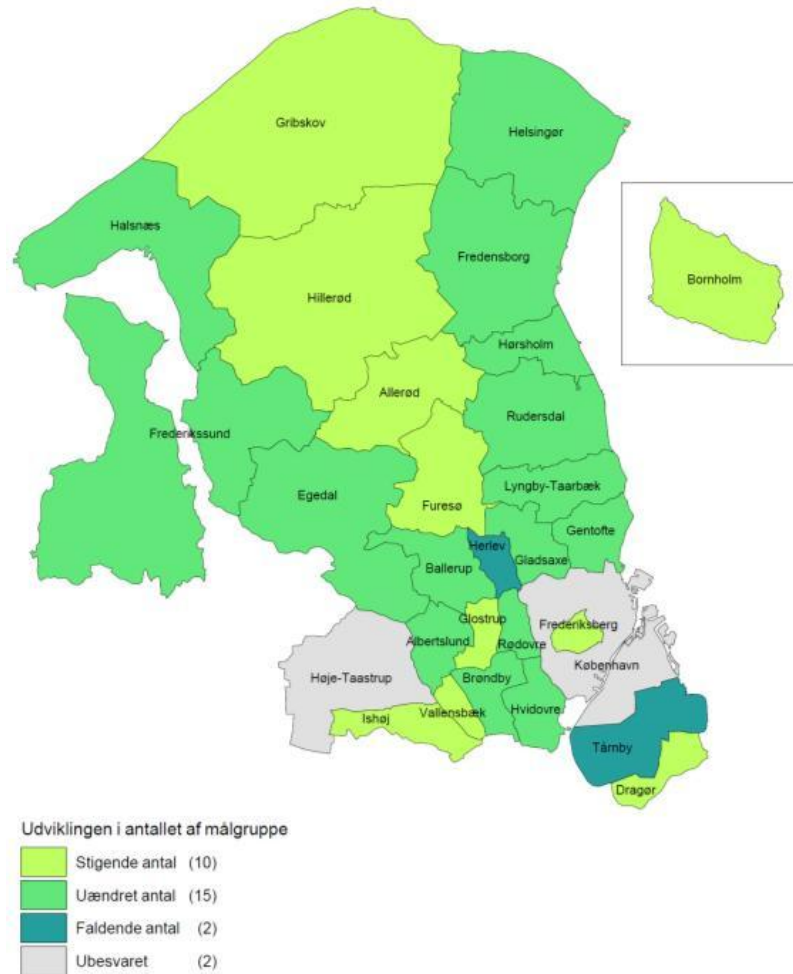 Gribskov
Helsingør
Halsnæs
Fredensborg
Bornholm
Hillerød
Hørsholm
Allerød
Rudersdal
Frederikssund
Egedal
Lyngby-Taarbæk
Furesø
Gentofte
Herlev
Gladsaxe
Ballerup
Glostrup
Frederiksberg
Albertslund
Rødovre
København
Høje-Taastrup
Brøndby
Vallensbæk
Hvidovre
Ishøj
Tårnby
Dragør
Udviklingen i antallet af målgruppe
Stigende antal (10)
Uændret antal (15)
Faldende antal (2)
Ubesvaret (2)